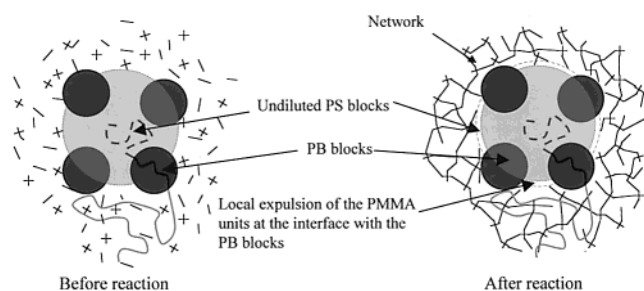 Network
Undiluted PS blocks
PB blocks
Local expulsion of the PMMA
units at the interface with the
PB blocks
Before reaction
After reaction